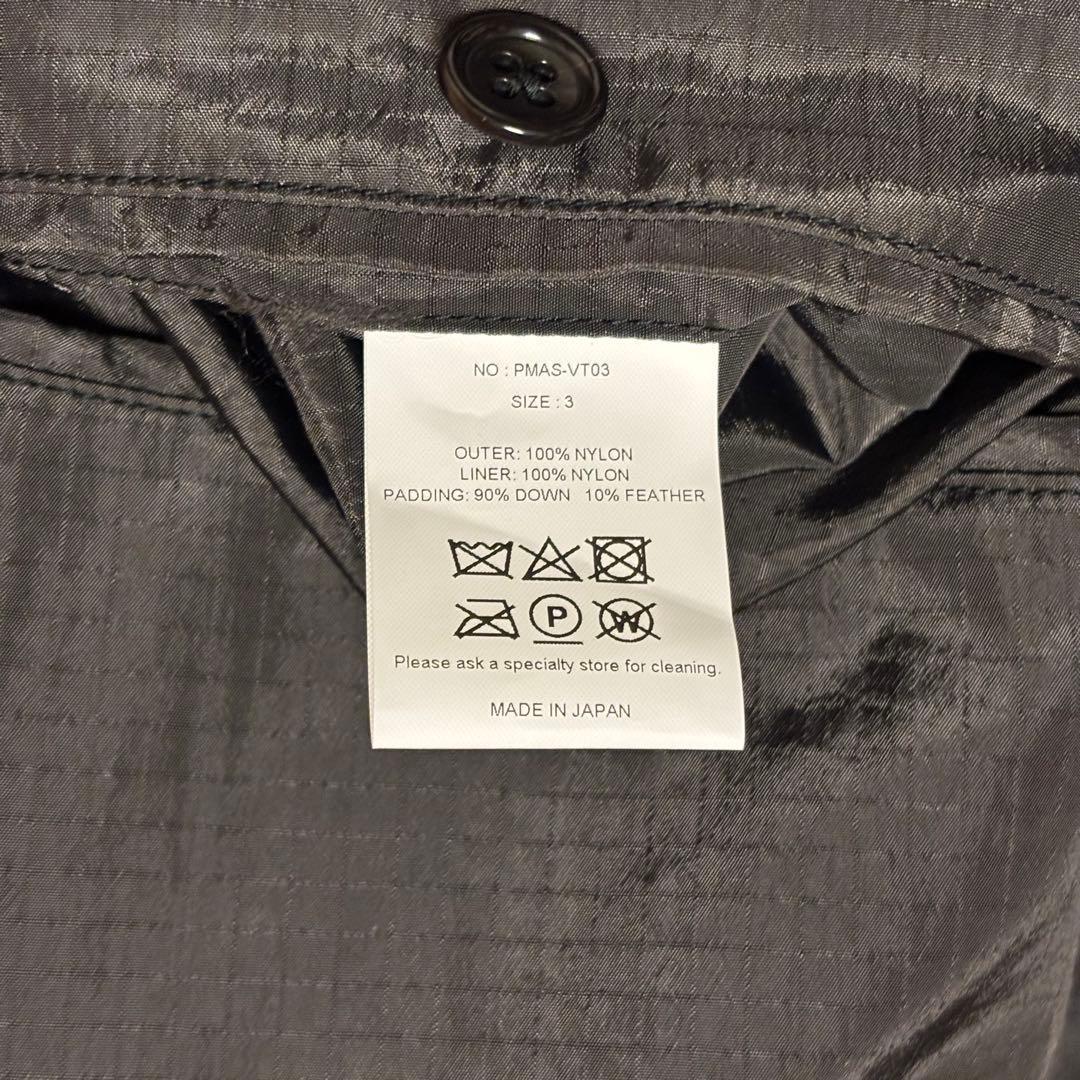 NO : PMAS-VT03
SIZE : 3
OUTER: 100% NYLON
LINER: 100% NYLON
PADDING: 90% DOWN 10% FEATHER
P W
Please ask a specialty store for cleaning.
MADE IN JAPAN